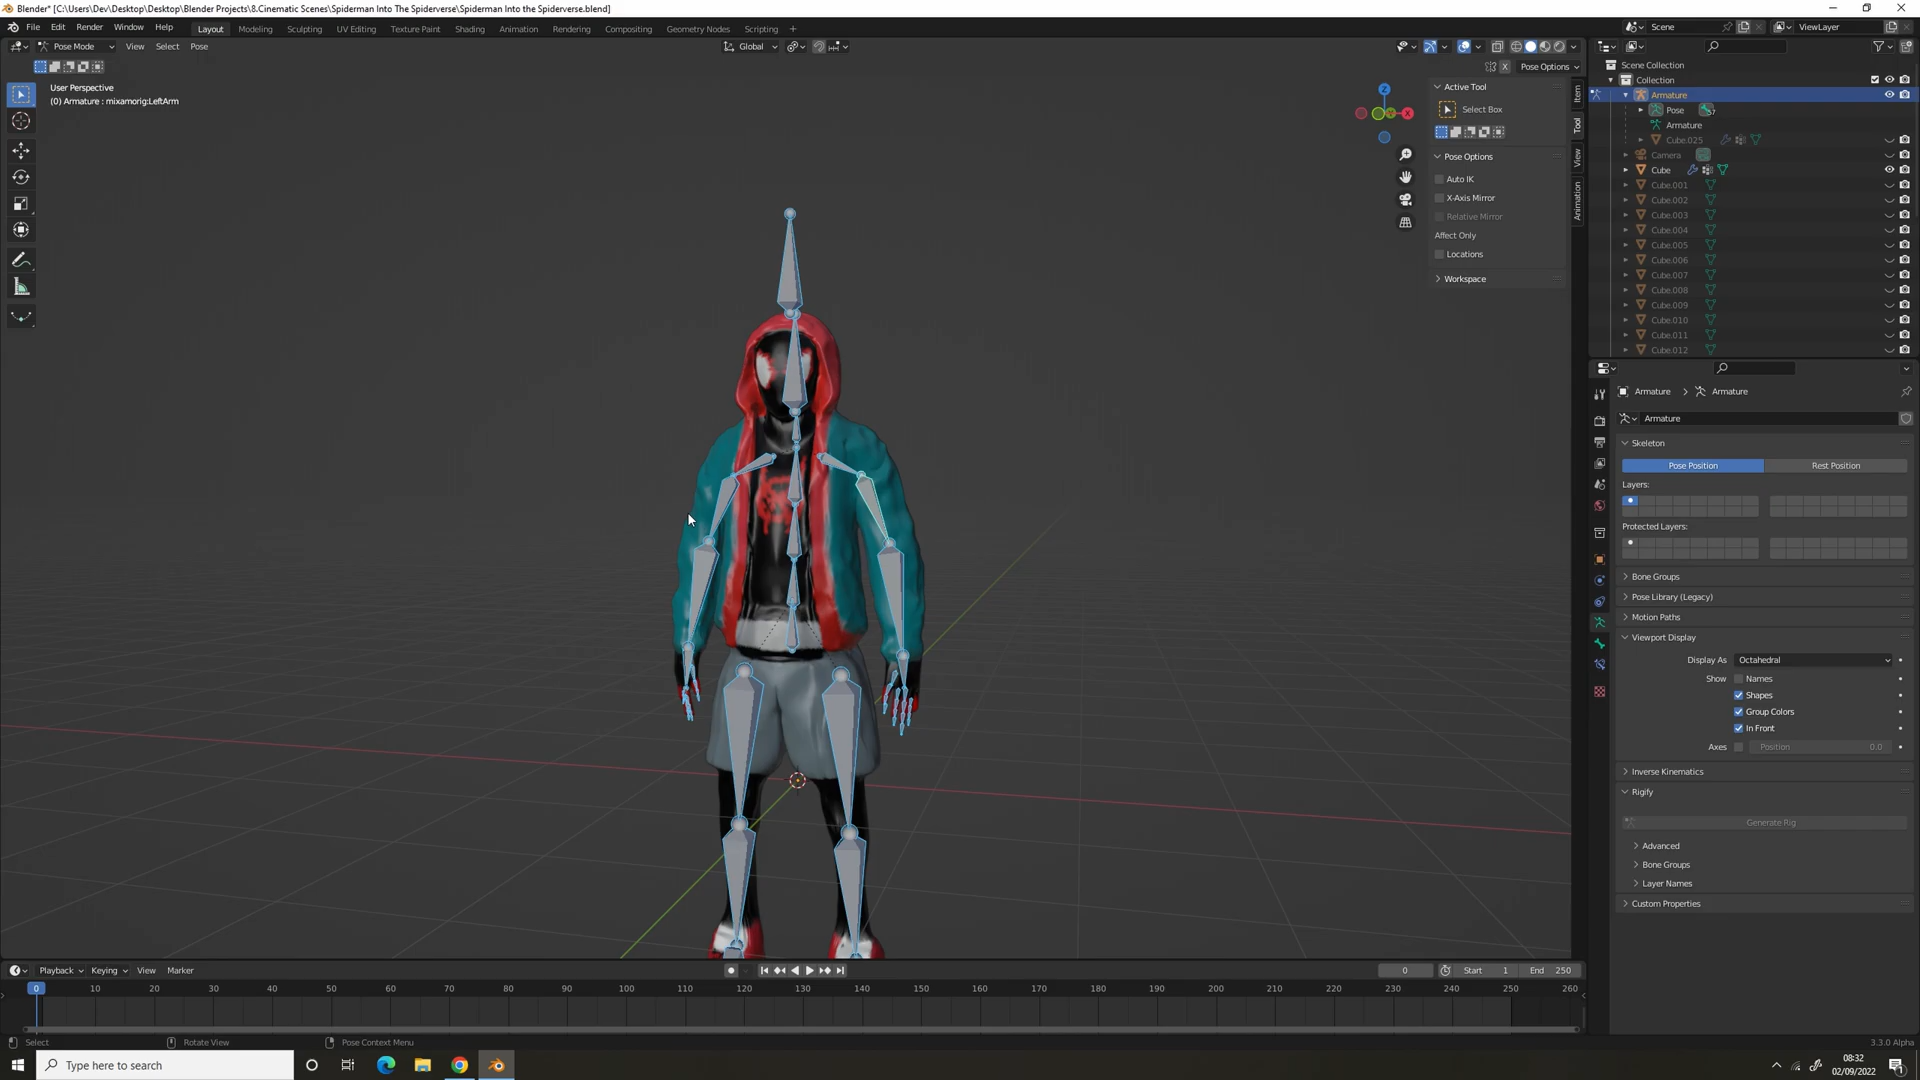 Blender* [C:\Users\Dev\Desktop\Desktop\Blender Projects\8.Cinematic Scenes\Spiderman Into The Spiderverse\Spiderman Into the Spiderverse.blend]
File Edit Render Window Help Layout Modeling Sculpting UV Editing Texture Paint Shading Animation Rendering Compositing Geometry Nodes Scripting + Scene ViewLayer
Pose Mode View Select Pose Global
X Pose Options
User Perspective
(0) Armature : mixamorig:LeftArm
Z
X
Active Tool
Select Box
Pose Options
Auto IK
X-Axis Mirror
Relative Mirror
Affect Only
Locations
Workspace
Item
Tool
View
Animation
Scene Collection
Collection
Armature
Pose
Armature
Cube.025
Camera
Cube
Cube.001
Cube.002
Cube.003
Cube.004
Cube.005
Cube.006
Cube.007
Cube.008
Cube.009
Cube.010
Cube.011
Cube.012
Armature > Armature
Armature
Skeleton
Pose Position Rest Position
Layers:
Protected Layers:
Bone Groups
Pose Library (Legacy)
Motion Paths
Viewport Display
Display As Octahedral
Show Names
Shapes
Group Colors
In Front
Axes Position 0.0
Inverse Kinematics
Rigify
Generate Rig
Advanced
Bone Groups
Layer Names
Custom Properties
Playback Keying View Marker 0 Start 1 End 250
0 10 20 30 40 50 60 70 80 90 100 110 120 130 140 150 160 170 180 190 200 210 220 230 240 250 260
Select Rotate View Pose Context Menu 3.3.0 Alpha
Type here to search
08:32
02/09/2022